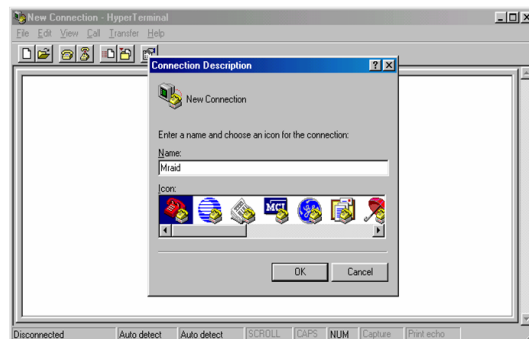 New Connection - HyperTerminal
File Edit View Call Transfer Help
Connection Description
New Connection
Enter a name and choose an icon for the connection:
Name:
Mraid
Icon:
MCI
OK Cancel
Disconnected Auto detect Auto detect SCROLL CAPS NUM Capture Print echo